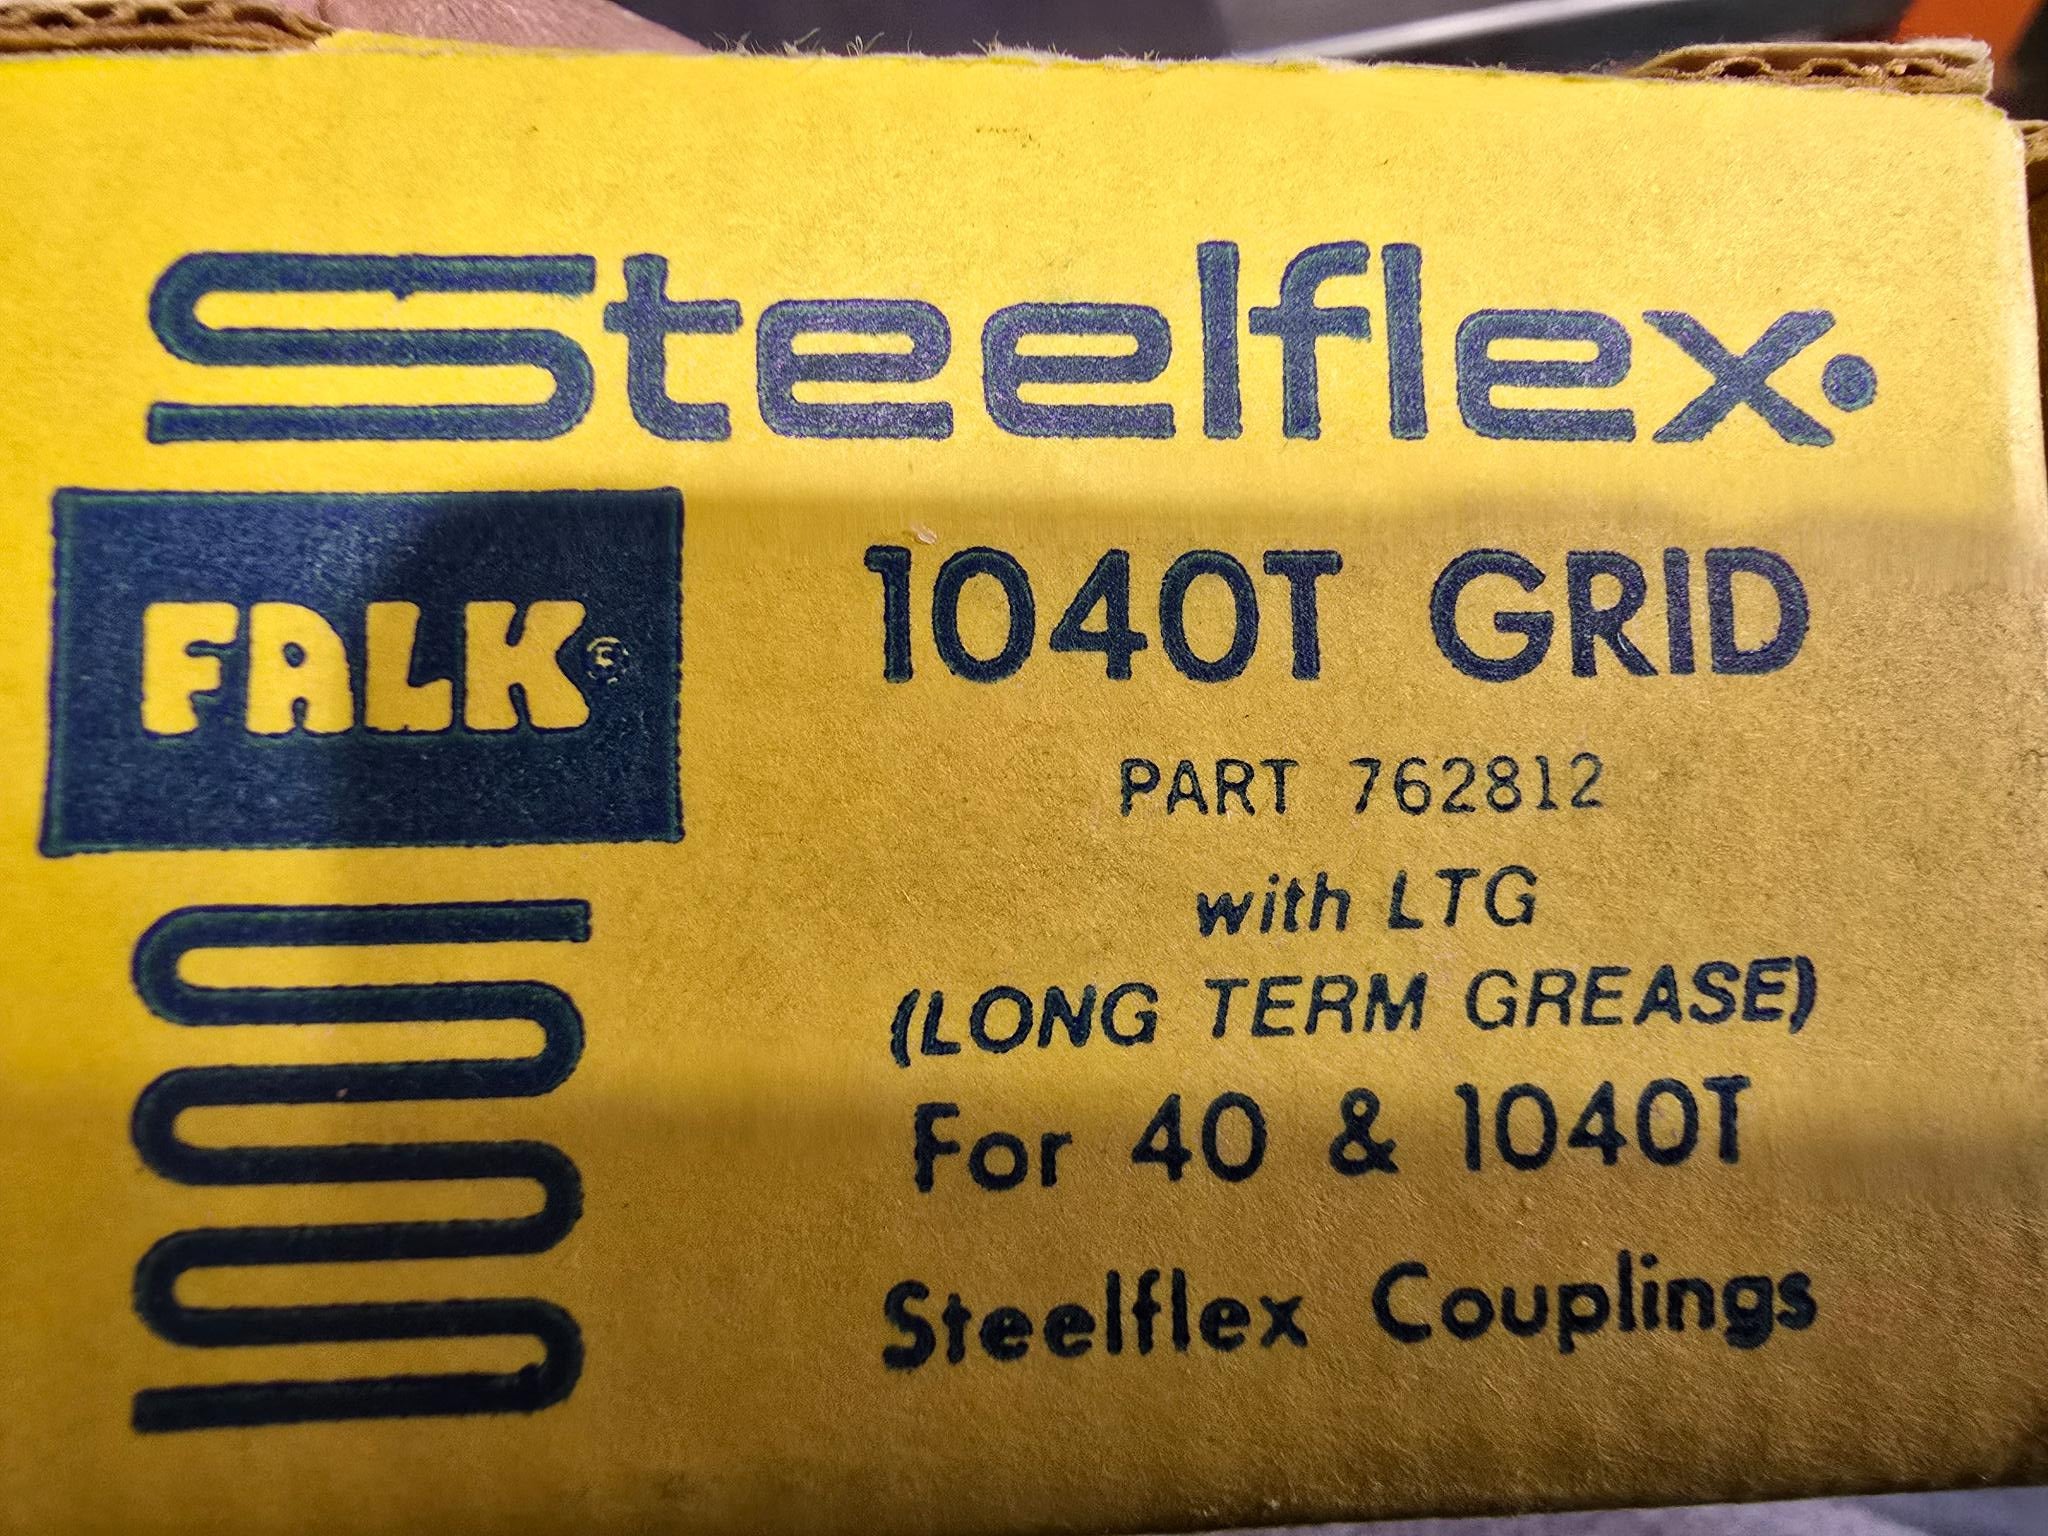 Steelflex
FALK®
1040T GRID
PART 762812
with LTG
(LONG TERM GREASE)
For 40 & 1040T
Steelflex Couplings